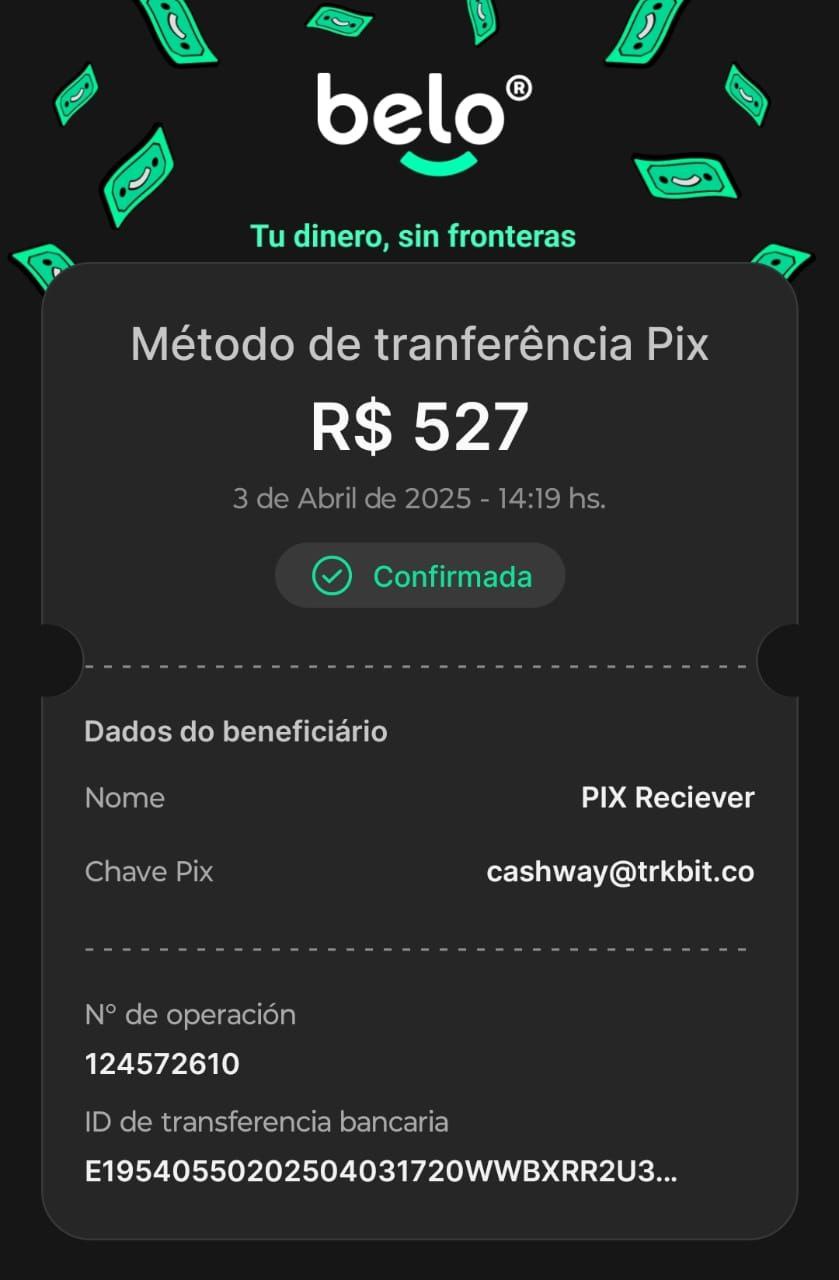 belo®
Tu dinero, sin fronteras
Método de tranferência Pix
R$ 527
3 de Abril de 2025 - 14:19 hs.
Confirmada
Dados do beneficiário
Nome PIX Reciever
Chave Pix cashway@trkbit.co
N° de operación
124572610
ID de transferencia bancaria
E19540550202504031720WWBXRR2U3...